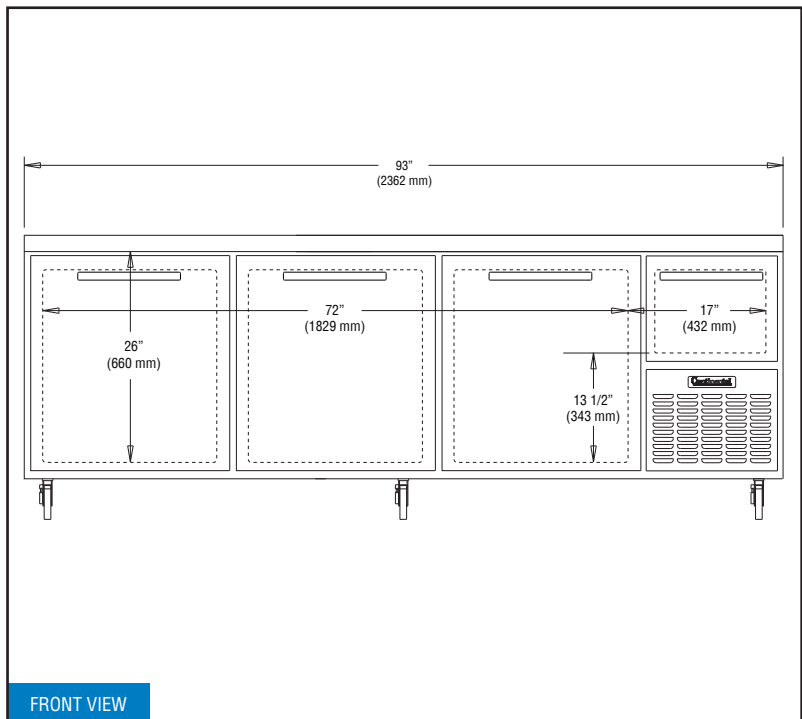 93”
(2362 mm)
72”
(1829 mm)
17”
(432 mm)
26”
(660 mm)
13 1/2”
(343 mm)
Continental
FRONT VIEW